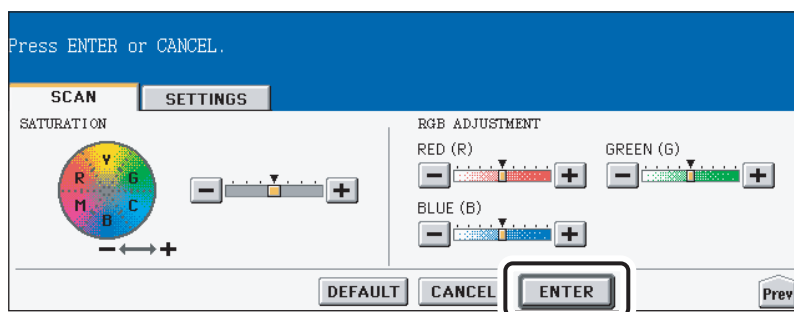 Press ENTER or CANCEL.
SCAN SETTINGS
SATURATION
Y
R G
M C
B
RGB ADJUSTMENT
RED (R) GREEN (G)
BLUE (B)
DEFAULT CANCEL ENTER Prev